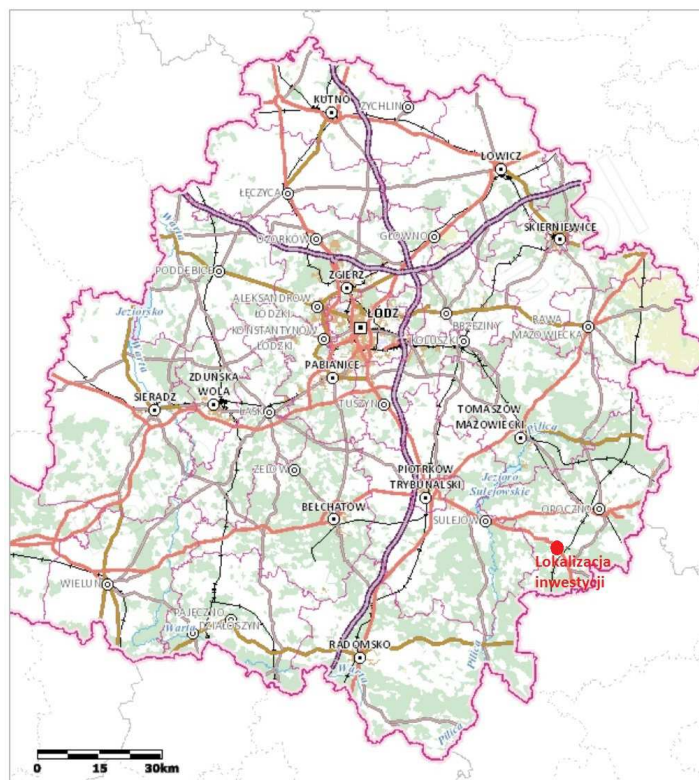 KUTNO
ŻYCHLIN
ŁOWICZ
ŁĘCZYCA
SKIERNIEWICE
OZORKÓW
GŁOWNO
Warta
PODDĘBICE
ZGIERZ
Jeziorsko
ALEKSANDRÓW
ŁÓDZKI
ŁÓDŹ
BRZEZINY
RAWA
MAZOWIECKA
KONSTANTYNÓW
ŁÓDZKI
KOLUSZKI
Warta
PABIANICE
ZDUŃSKA
WOLA
SIERADZ
ŁASK
TUSZYN
TOMASZÓW
MAZOWIECKI
Pilica
ZELÓW
PIOTRKÓW
TRYBUNALSKI
Jezioro
Sulejowskie
BEŁCHATÓW
SULEJÓW
OPOCZNO
Lokalizacja
inwestycji
WIELUŃ
PAJĘCZNO
Warta
DZIAŁOSZYN
RADOMSKO
Warta
Pilica
Pilica
0 15 30km